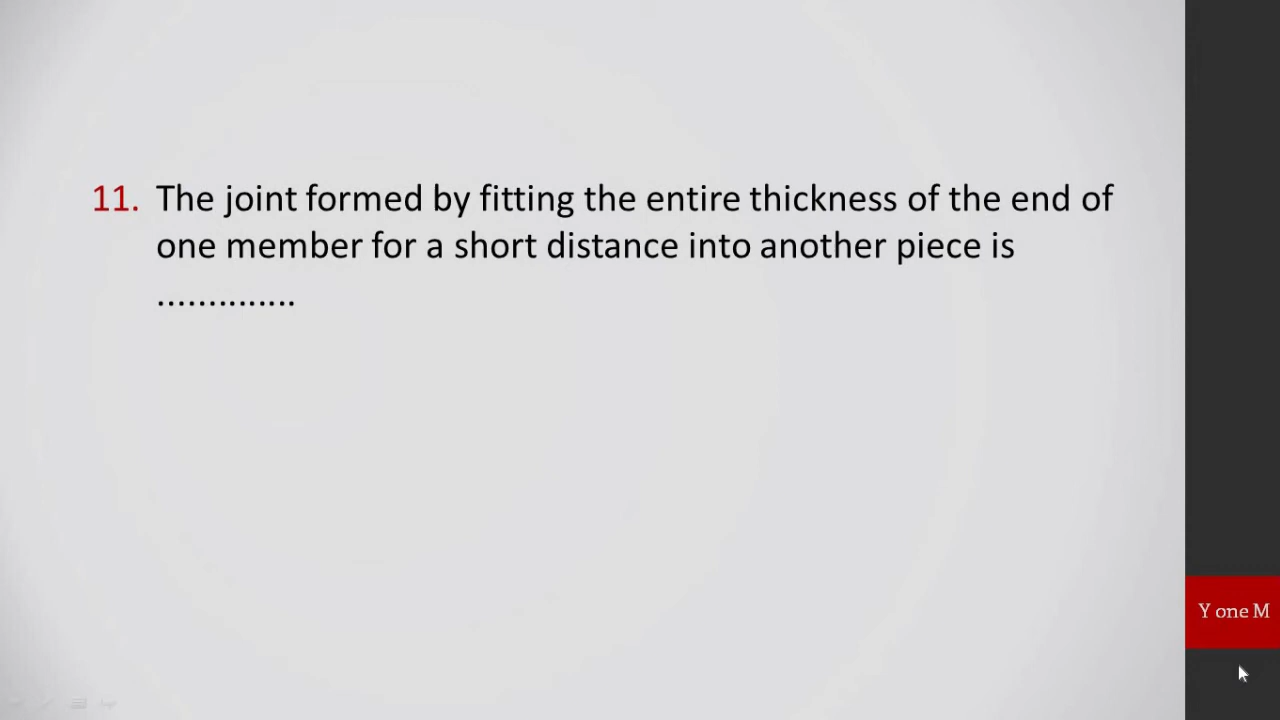 11. The joint formed by fitting the entire thickness of the end of
one member for a short distance into another piece is
..............
Y one M